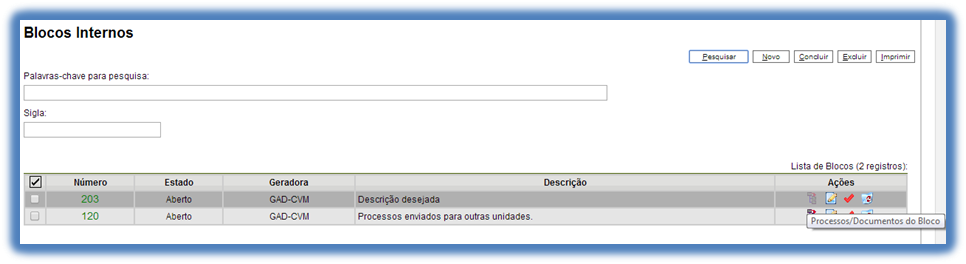 Blocos Internos
Pesquisar Novo Concluir Excluir Imprimir
Palavras-chave para pesquisa:
Sigla:
Lista de Blocos (2 registros):
Número Estado Geradora Descrição Ações
203 Aberto GAD-CVM Descrição desejada
120 Aberto GAD-CVM Processos enviados para outras unidades.
Processos/Documentos do Bloco